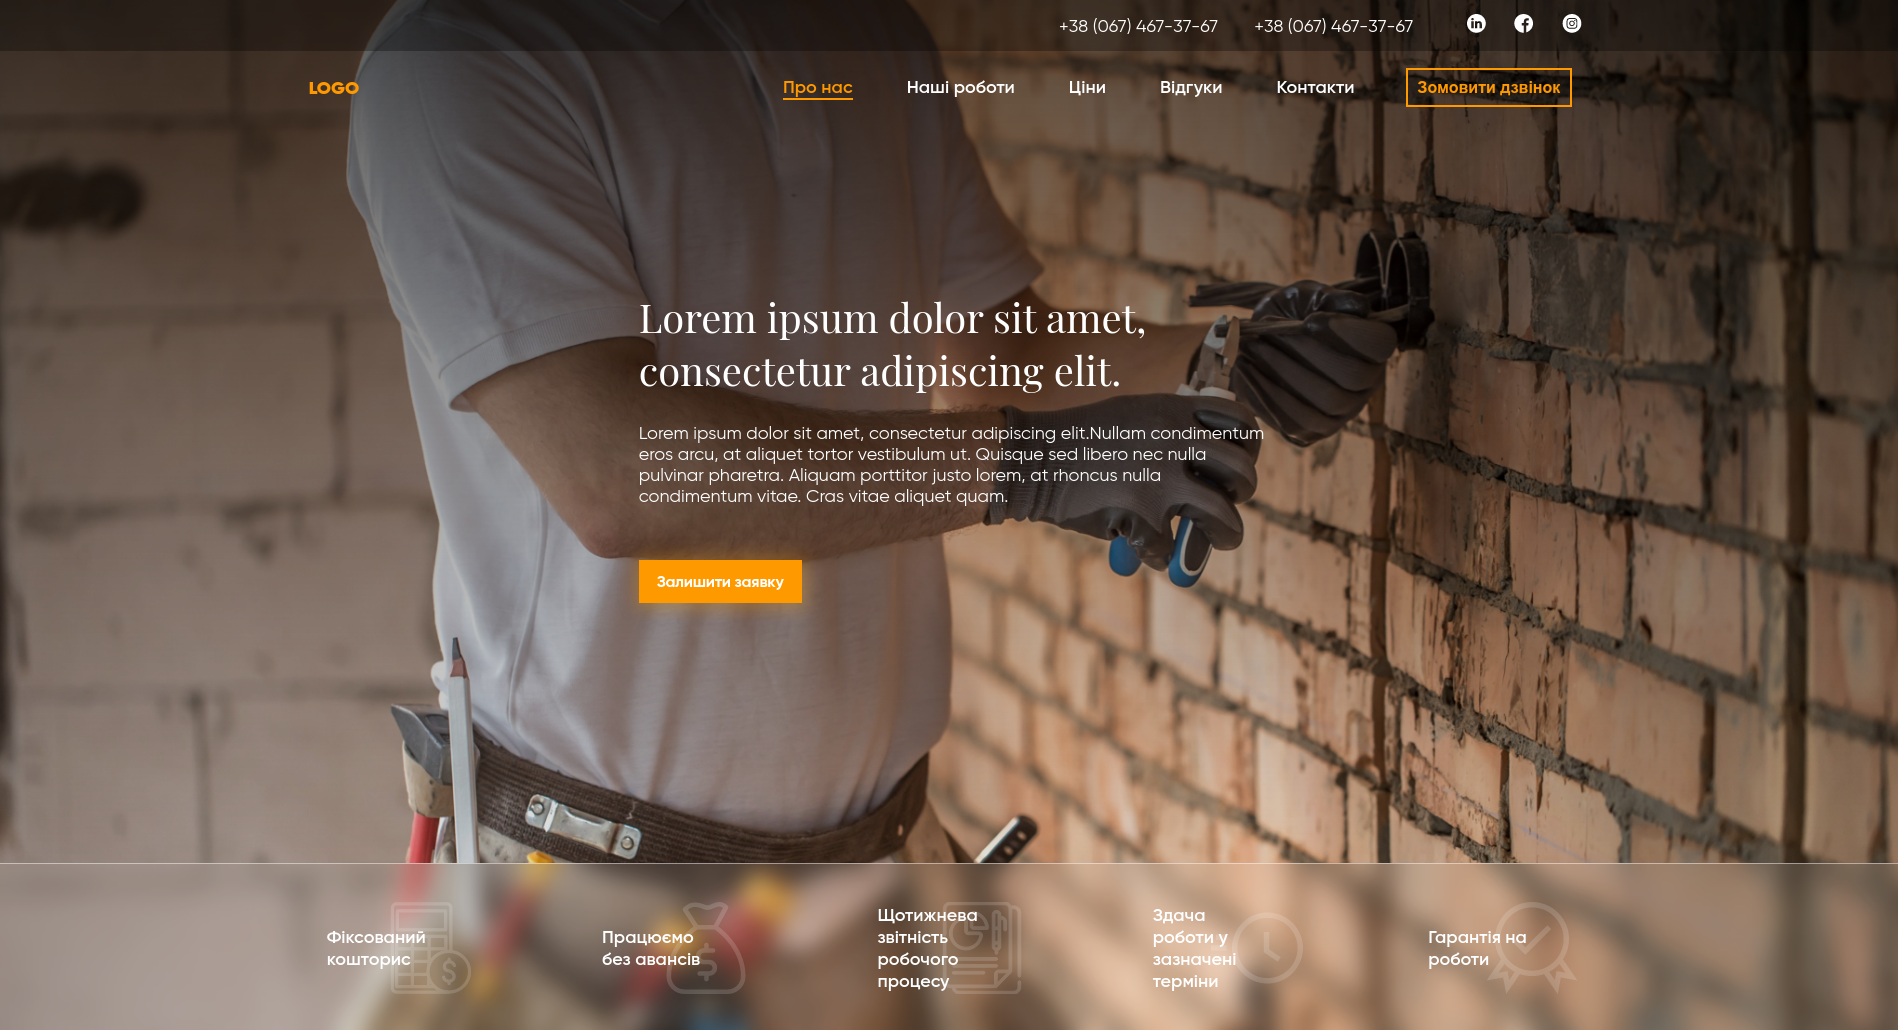 +38 (067) 467-37-67 +38 (067) 467-37-67
LOGO Про нас Наші роботи Ціни Відгуки Контакти Зомовити дзвінок
Lorem ipsum dolor sit amet,
consectetur adipiscing elit.
Lorem ipsum dolor sit amet, consectetur adipiscing elit.Nullam condimentum
eros arcu, at aliquet tortor vestibulum ut. Quisque sed libero nec nulla
pulvinar pharetra. Aliquam porttitor justo lorem, at rhoncus nulla
condimentum vitae. Cras vitae aliquet quam.
Залишити заявку
Фіксований
кошторис
Працюємо
без авансів
Щотижнева
звітність
робочого
процесу
Здача
роботи у
зазначені
терміни
Гарантія на
роботи